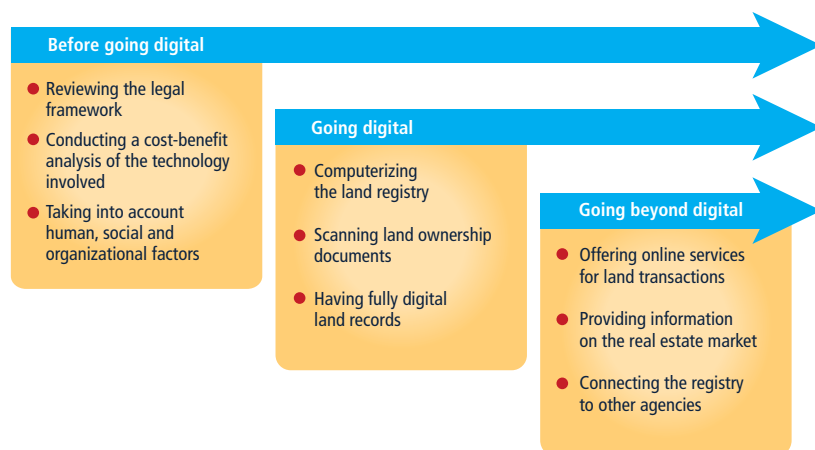 Before going digital
Reviewing the legal
framework
Conducting a cost-benefit
analysis of the technology
involved
Taking into account
human, social and
organizational factors
Going digital
Computerizing
the land registry
Scanning land ownership
documents
Having fully digital
land records
Going beyond digital
Offering online services
for land transactions
Providing information
on the real estate market
Connecting the registry
to other agencies